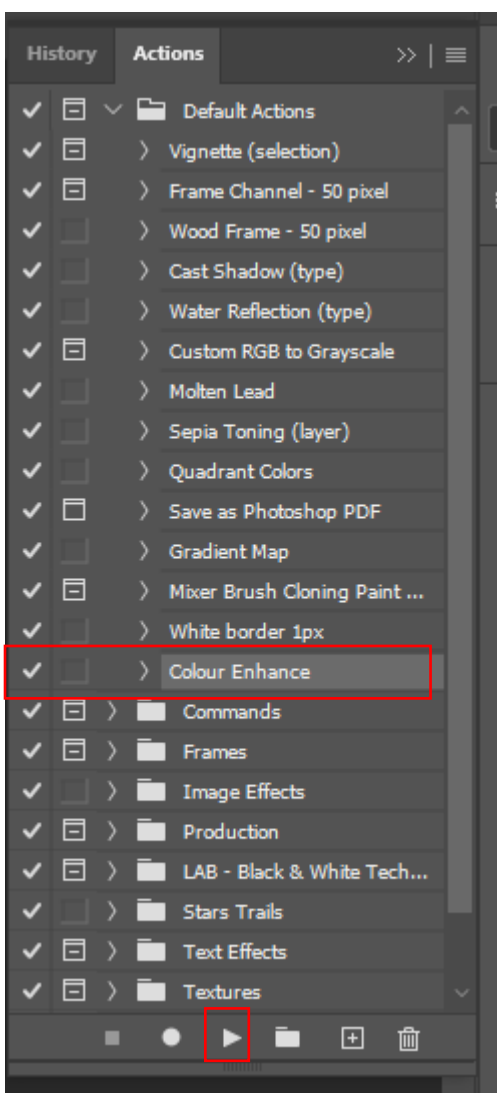 History Actions
Default Actions
Vignette (selection)
Frame Channel - 50 pixel
Wood Frame - 50 pixel
Cast Shadow (type)
Water Reflection (type)
Custom RGB to Grayscale
Molten Lead
Sepia Toning (layer)
Quadrant Colors
Save as Photoshop PDF
Gradient Map
Mixer Brush Cloning Paint ...
White border 1px
Colour Enhance
Commands
Frames
Image Effects
Production
LAB - Black & White Tech...
Stars Trails
Text Effects
Textures